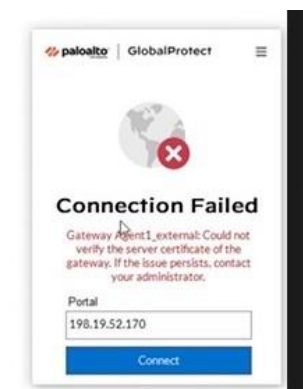 paloalto GlobalProtect
Connection Failed
Gateway Agent1_external: Could not
verify the server certificate of the
gateway. If the issue persists, contact
your administrator.
Portal
198.19.52.170
Connect